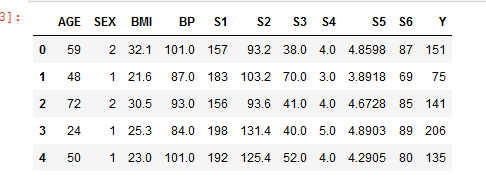 3]:
AGE SEX BMI BP S1 S2 S3 S4 S5 S6 Y
0 59 2 32.1 101.0 157 93.2 38.0 4.0 4.8598 87 151
1 48 1 21.6 87.0 183 103.2 70.0 3.0 3.8918 69 75
2 72 2 30.5 93.0 156 93.6 41.0 4.0 4.6728 85 141
3 24 1 25.3 84.0 198 131.4 40.0 5.0 4.8903 89 206
4 50 1 23.0 101.0 192 125.4 52.0 4.0 4.2905 80 135